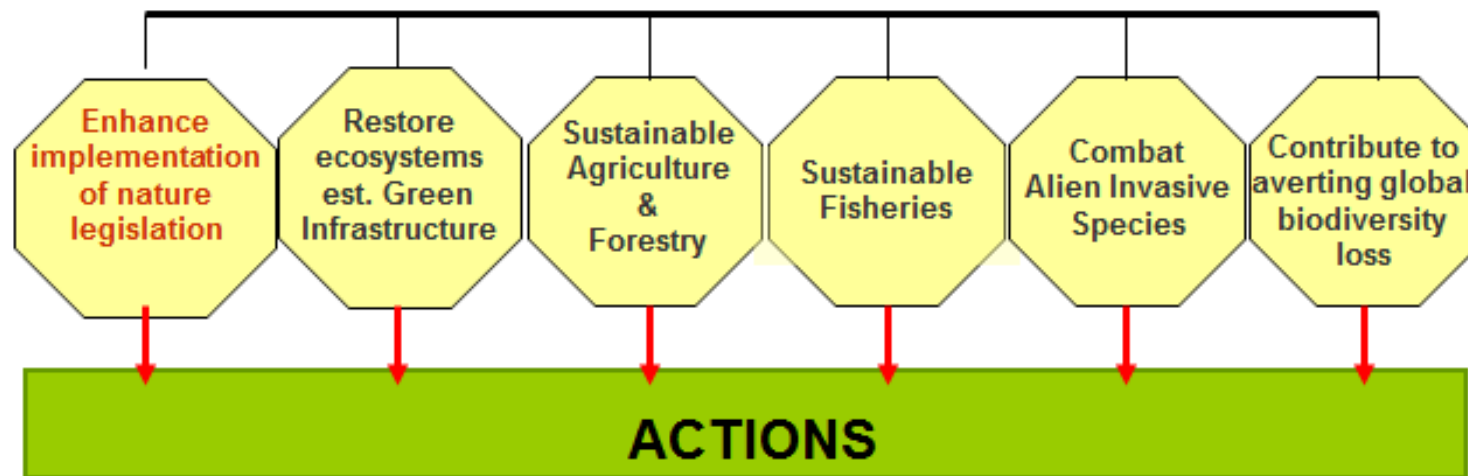 Enhance
implementation
of nature
legislation
Restore
ecosystems
est. Green
Infrastructure
Sustainable
Agriculture
&
Forestry
Sustainable
Fisheries
Combat
Alien Invasive
Species
Contribute to
averting global
biodiversity
loss
ACTIONS